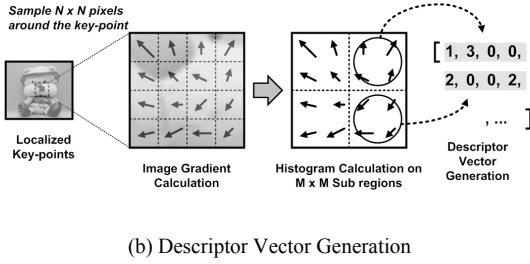 Sample N x N pixels
around the key-point
Localized
Key-points
Image Gradient
Calculation
Histogram Calculation on
M x M Sub regions
[ 1, 3, 0, 0,
2, 0, 0, 2,
, ... ]
Descriptor
Vector
Generation
(b) Descriptor Vector Generation